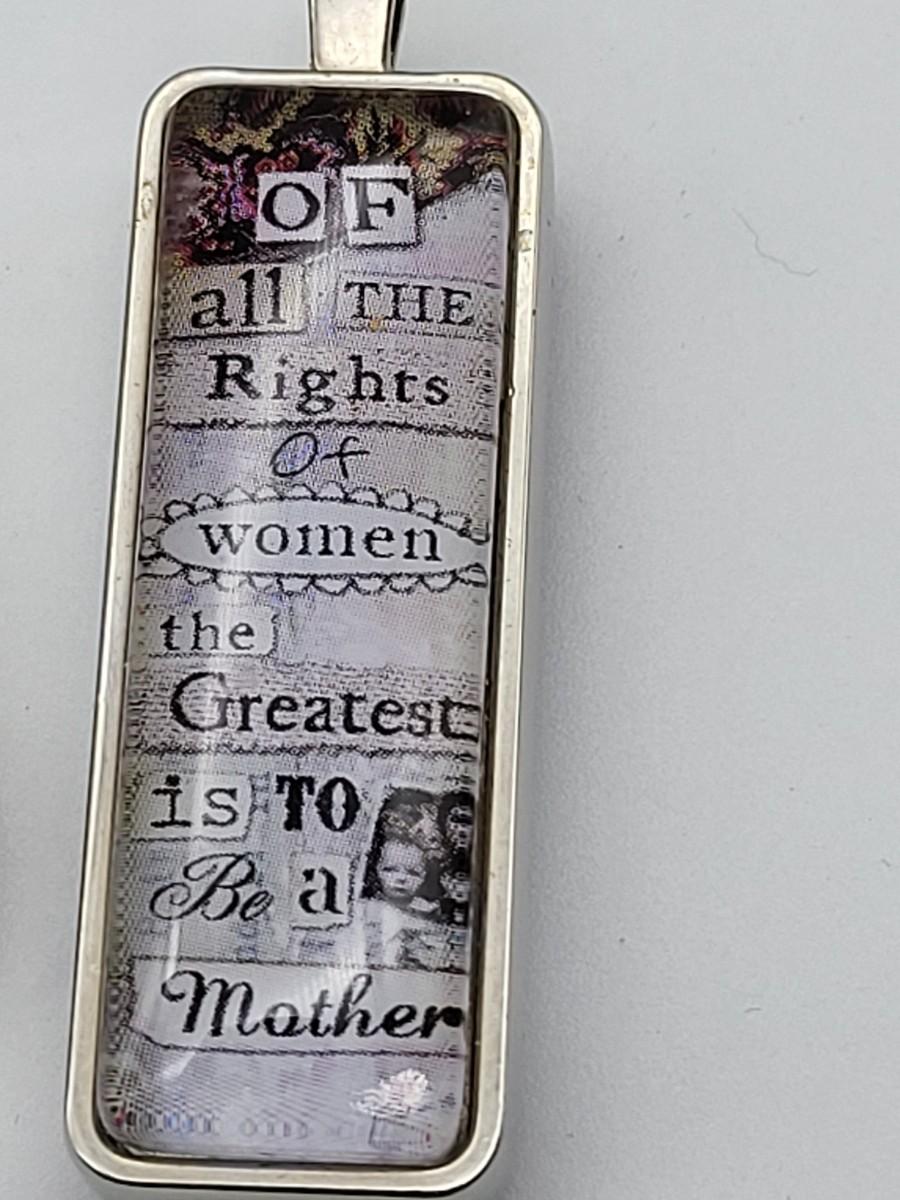 OF
all THE
Rights
Of
women
the
Greatest
is TO
Be a
Mother